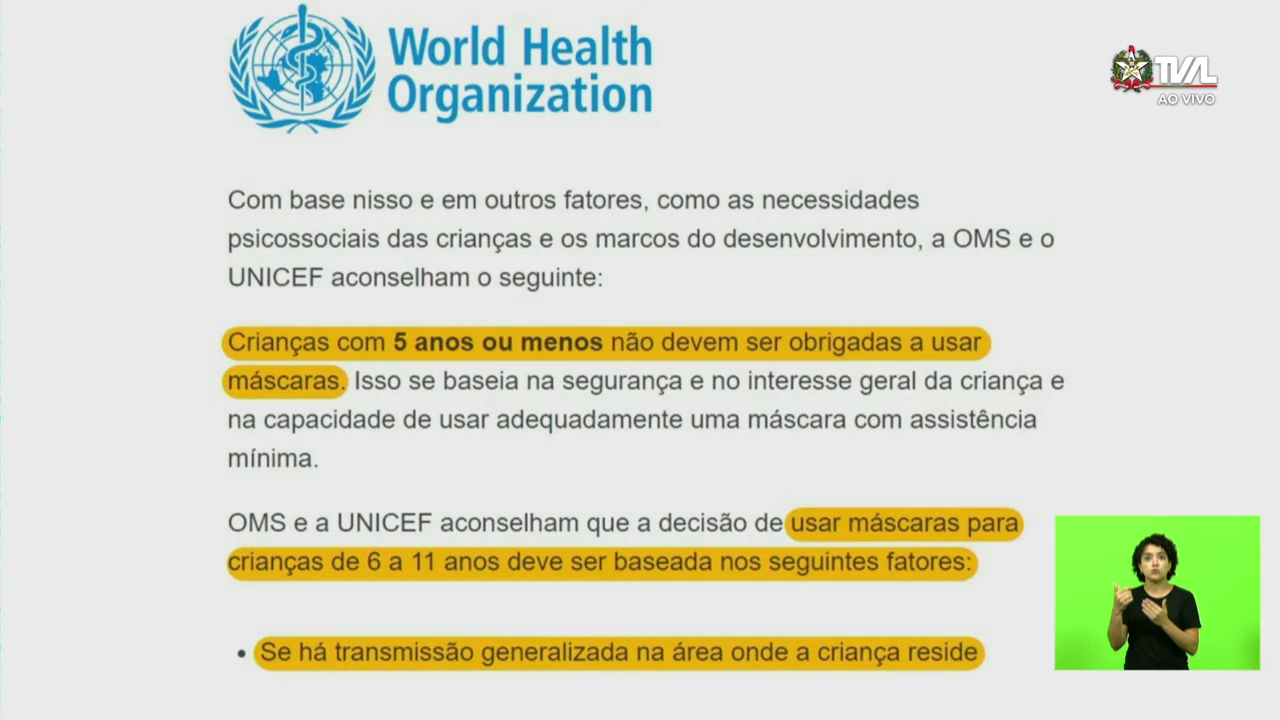 World Health
Organization
TVAL
AO VIVO
Com base nisso e em outros fatores, como as necessidades
psicossociais das crianças e os marcos do desenvolvimento, a OMS e o
UNICEF aconselham o seguinte:
Crianças com 5 anos ou menos não devem ser obrigadas a usar
máscaras. Isso se baseia na segurança e no interesse geral da criança e
na capacidade de usar adequadamente uma máscara com assistência
mínima.
OMS e a UNICEF aconselham que a decisão de usar máscaras para
crianças de 6 a 11 anos deve ser baseada nos seguintes fatores:
• Se há transmissão generalizada na área onde a criança reside